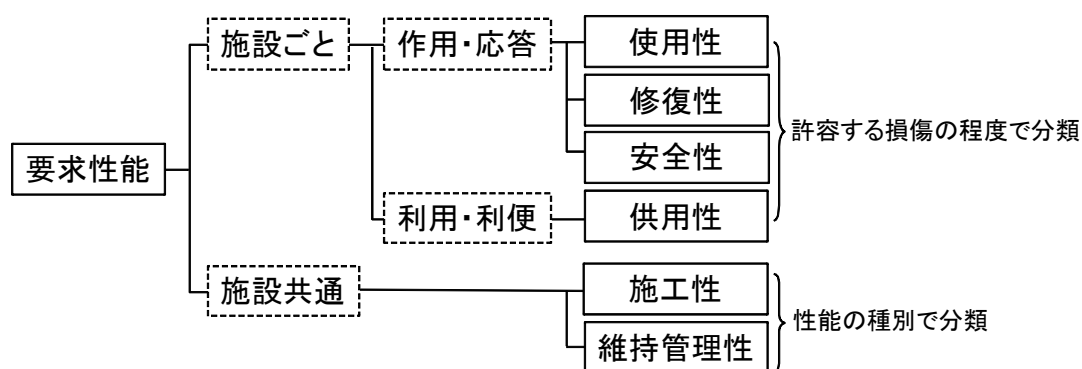 要求性能
施設ごと
作用・応答
使用性
修復性
安全性
許容する損傷の程度で分類
利用・利便
供用性
施設共通
施工性
維持管理性
性能の種別で分類